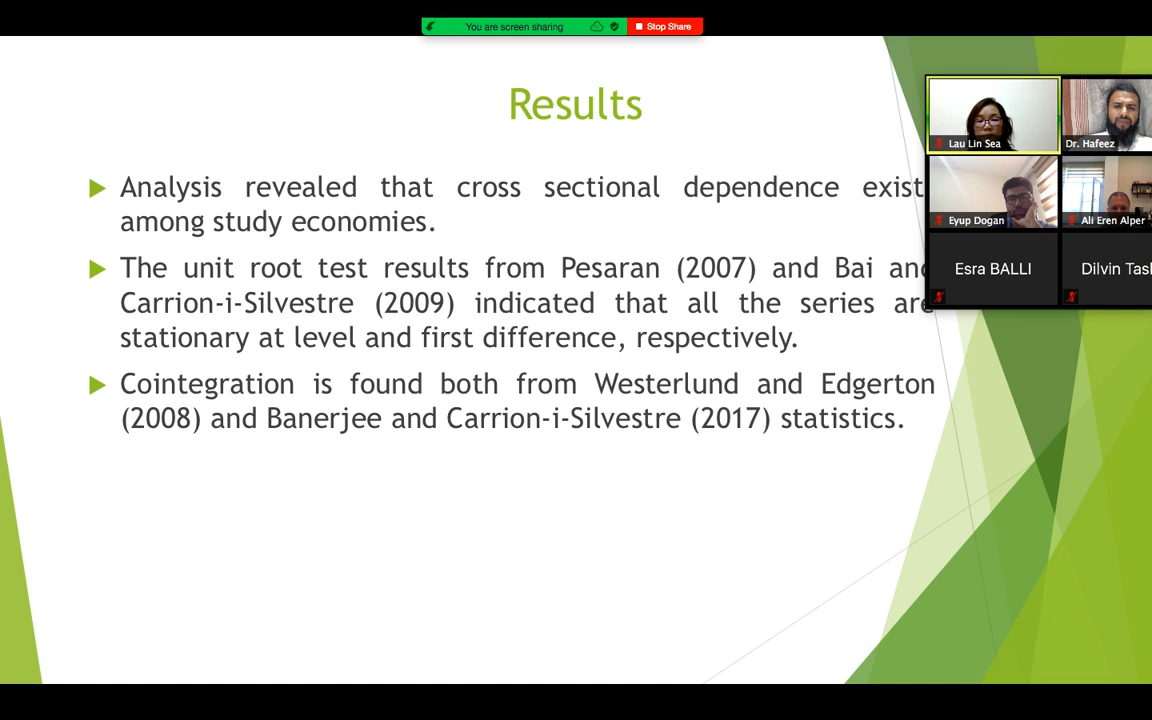 You are screen sharing
Stop Share
Results
Analysis revealed that cross sectional dependence exist
among study economies.
The unit root test results from Pesaran (2007) and Bai and
Carrion-i-Silvestre (2009) indicated that all the series are
stationary at level and first difference, respectively.
Cointegration is found both from Westerlund and Edgerton
(2008) and Banerjee and Carrion-i-Silvestre (2017) statistics.
Lau Lin Sea
Dr. Hafeez
Eyup Dogan
Ali Eren Alper
Esra BALLI
Dilvin